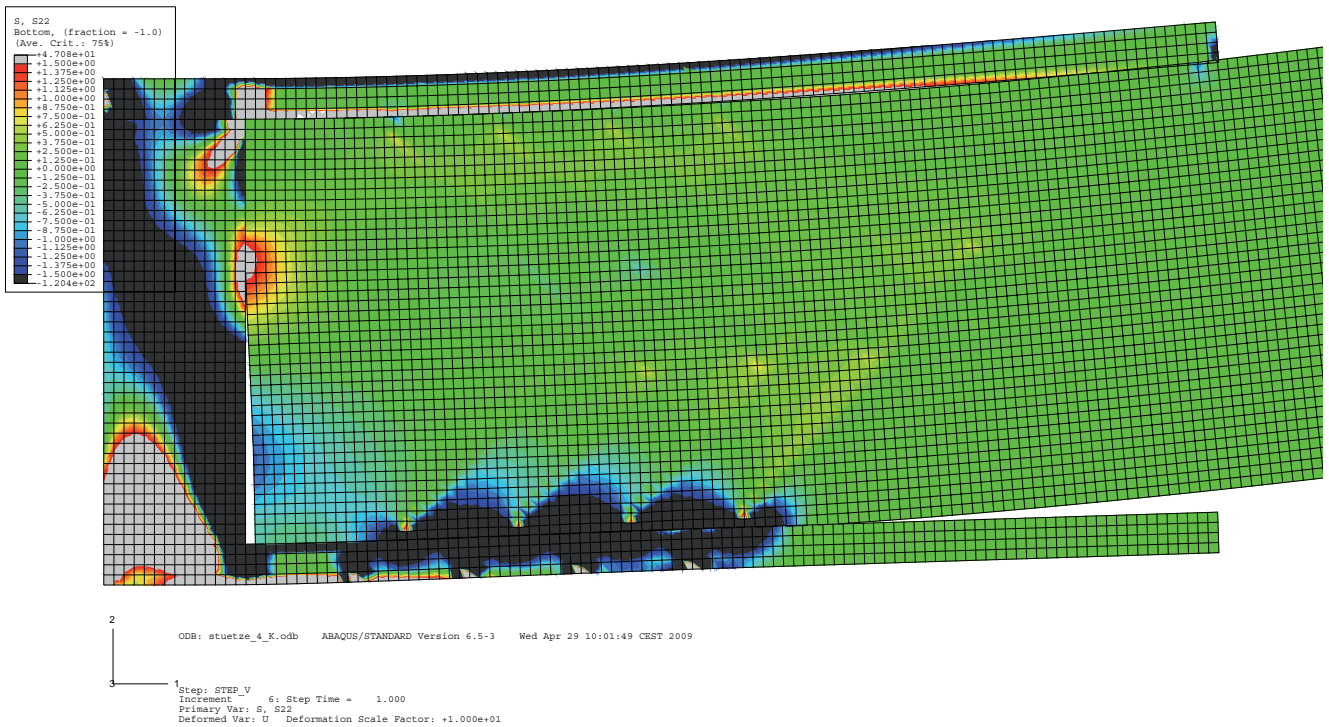 S, S22
Bottom, (fraction = -1.0)
(Ave. Crit.: 75%)
+4.708e+01
+1.500e+00
+1.375e+00
+1.250e+00
+1.125e+00
+1.000e+00
+8.750e-01
+7.500e-01
+6.250e-01
+5.000e-01
+3.750e-01
+2.500e-01
+1.250e-01
+0.000e+00
-1.250e-01
-2.500e-01
-3.750e-01
-5.000e-01
-6.250e-01
-7.500e-01
-8.750e-01
-1.000e+00
-1.125e+00
-1.250e+00
-1.375e+00
-1.500e+00
-1.204e+02
2
3 1
ODB: stuetze_4_K.odb ABAQUS/STANDARD Version 6.5-3 Wed Apr 29 10:01:49 CEST 2009
Step: STEP_V
Increment 6: Step Time = 1.000
Primary Var: S, S22
Deformed Var: U Deformation Scale Factor: +1.000e+01